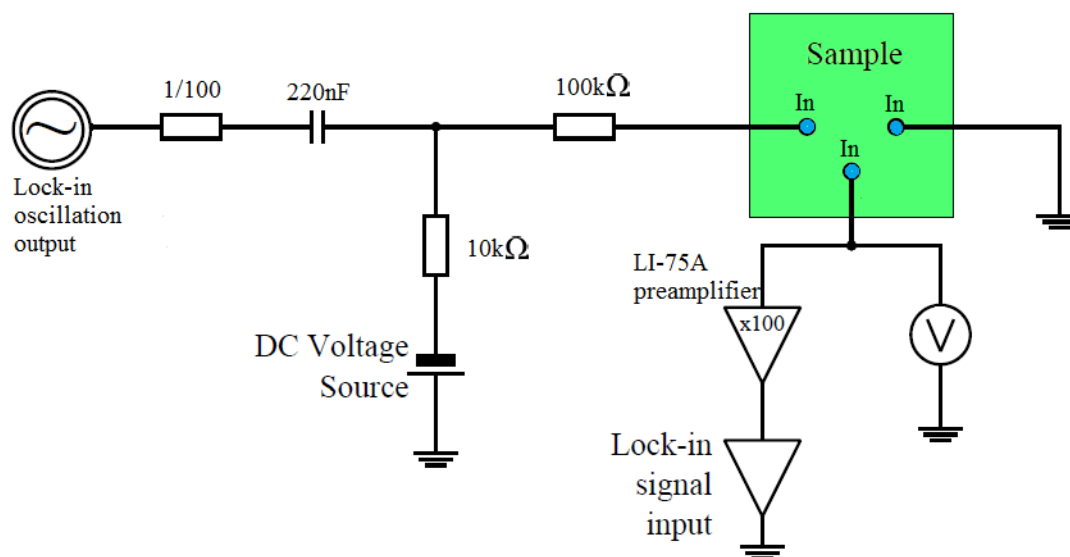 Sample
1/100
220nF
100kΩ
In
In
In
Lock-in
oscillation
output
10kΩ
LI-75A
preamplifier
x100
V
DC Voltage
Source
Lock-in
signal
input